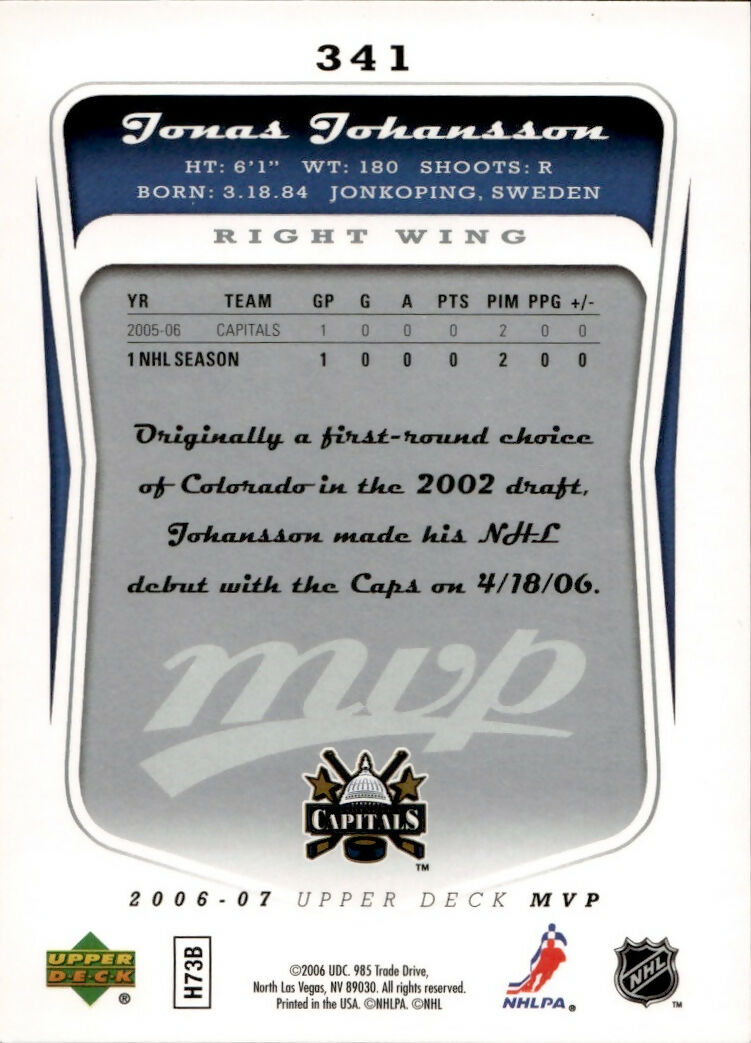 341
Jonas Johansson
HT: 6'1" WT: 180 SHOOTS: R
BORN: 3.18.84 JONKOPING, SWEDEN
RIGHT WING
YR TEAM GP G A PTS PIM PPG +/-
2005-06 CAPITALS 1 0 0 0 2 0 0
1 NHL SEASON 1 0 0 0 2 0 0
Originally a first-round choice
of Colorado in the 2002 draft,
Johansson made his NHL
debut with the Caps on 4/18/06.
mvp
CAPITALS
TM
2006-07 UPPER DECK MVP
UPPER
DECK
®
H73B
©2006 UDC. 985 Trade Drive,
North Las Vegas, NV 89030. All rights reserved.
Printed in the USA. ©NHLPA. ©NHL
NHLPA®
NHL
TM